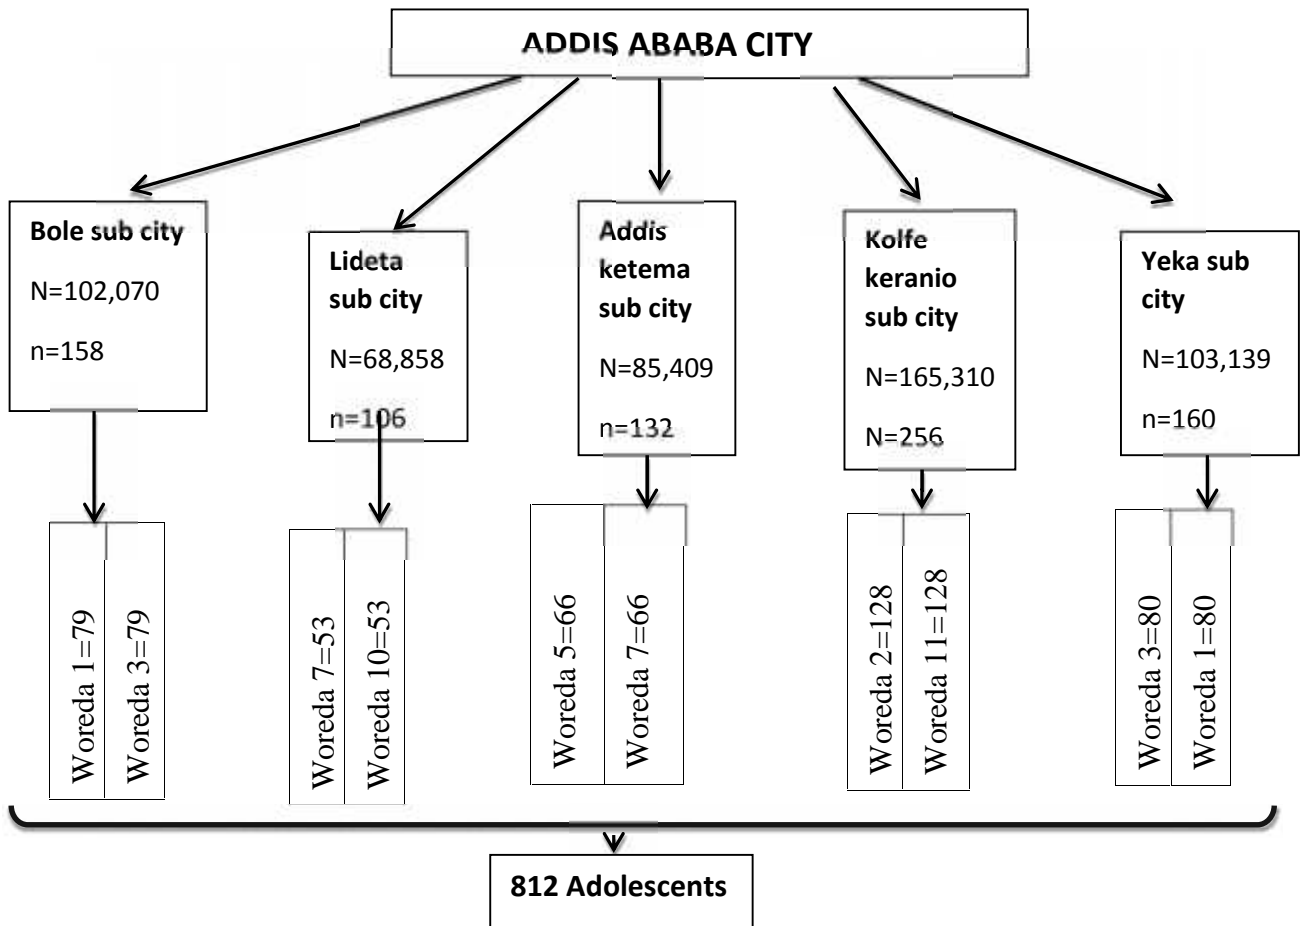 ADDIS ABABA CITY
Bole sub city
N=102,070
n=158
Lideta
sub city
N=68,858
n=106
Addis
ketema
sub city
N=85,409
n=132
Kolfe
keranio
sub city
N=165,310
N=256
Yeka sub
city
N=103,139
n=160
Woreda 1=79
Woreda 3=79
Woreda 7=53
Woreda 10=53
Woreda 5=66
Woreda 7=66
Woreda 2=128
Woreda 11=128
Woreda 3=80
Woreda 1=80
812 Adolescents